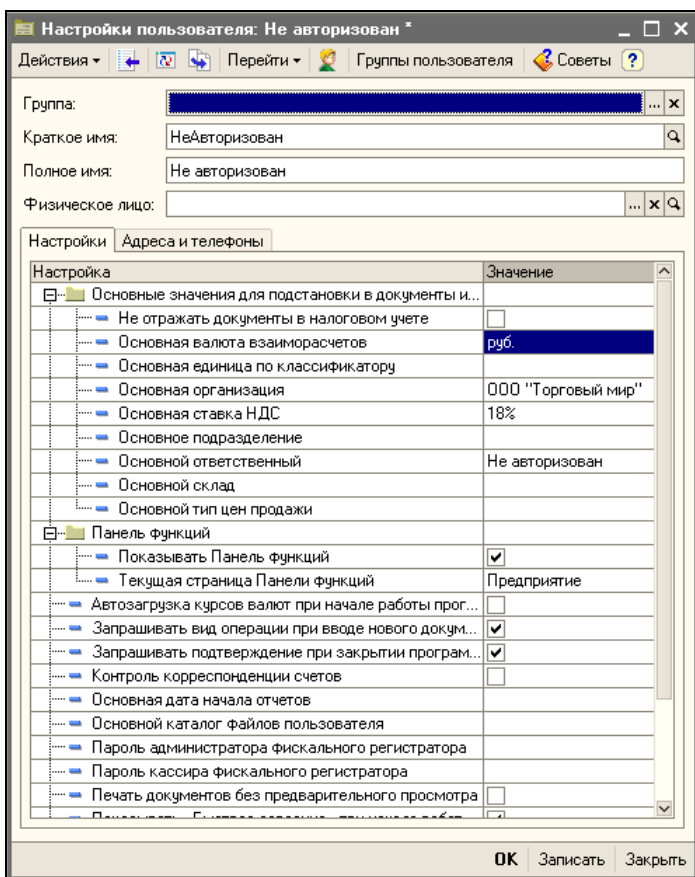 Настройки пользователя: Не авторизован *
Действия Перейти Группы пользователя Советы ?
Группа: ... x
Краткое имя: НеАвторизован
Полное имя: Не авторизован
Физическое лицо: ... x
Настройки Адреса и телефоны
Настройка Значение
Основные значения для подстановки в документы и...
Не отражать документы в налоговом учете
Основная валюта взаиморасчетов руб.
Основная единица по классификатору
Основная организация ООО "Торговый мир"
Основная ставка НДС 18%
Основное подразделение
Основной ответственный Не авторизован
Основной склад
Основной тип цен продажи
Панель функций
Показывать Панель функций
Текущая страница Панели функций Предприятие
Автозагрузка курсов валют при начале работы прог...
Запрашивать вид операции при вводе нового докум...
Запрашивать подтверждение при закрытии програм...
Контроль корреспонденции счетов
Основная дата начала отчетов
Основной каталог файлов пользователя
Пароль администратора фискального регистратора
Пароль кассира фискального регистратора
Печать документов без предварительного просмотра
OK Записать Закрыть